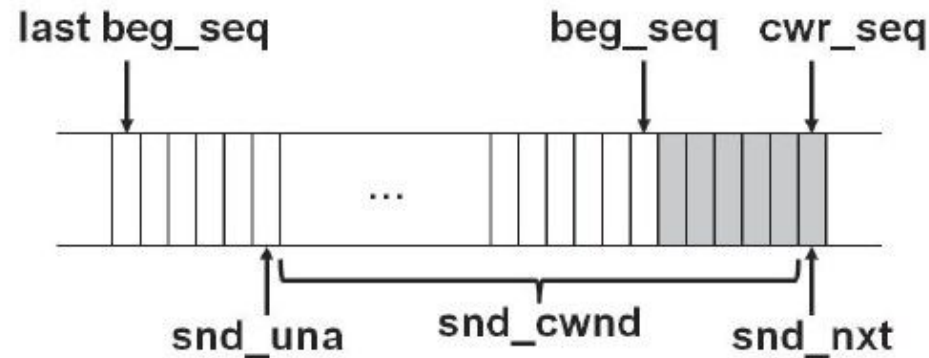 last beg_seq beg_seq cwr_seq
...
snd_una snd_cwnd snd_nxt